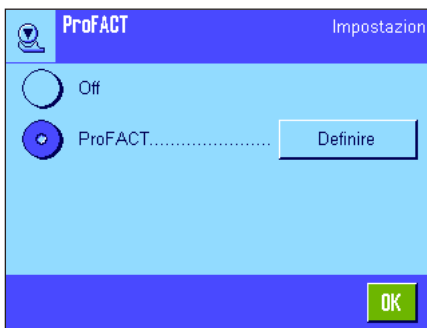 ProFACT Impostazion
Off
ProFACT....................... Definire
OK